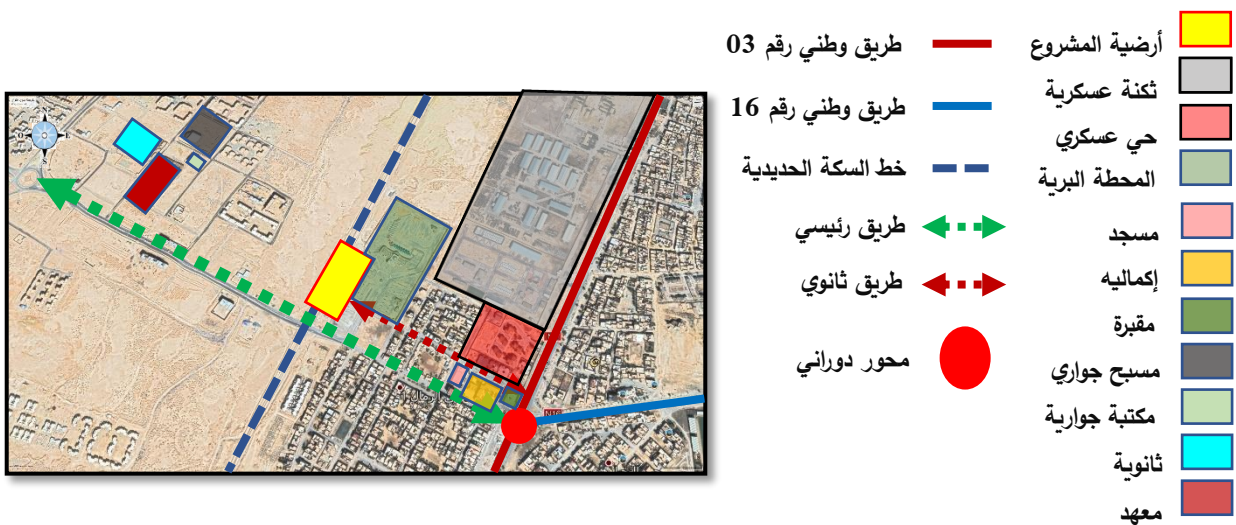 أرضية المشروع
ثكنة عسكرية
حي عسكري
المحطة البرية
مسجد
إكماليه
مقبرة
مسبح جواري
مكتبة جوارية
ثانوية
معهد
طريق وطني رقم 03
طريق وطني رقم 16
خط السكة الحديدية
طريق رئيسي
طريق ثانوي
محور دوراني
N
E
S
O
N16